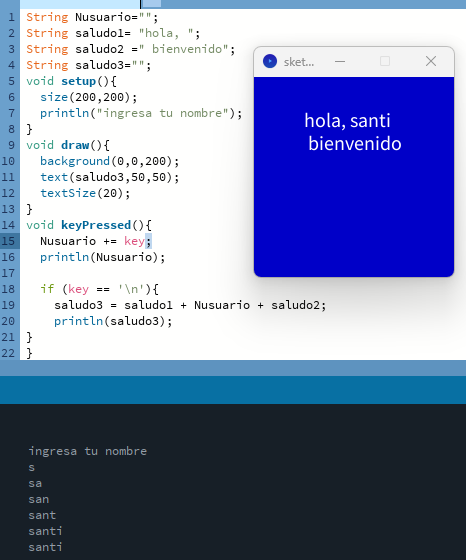 1 String Nusuario="";
2 String saludo1= "hola, ";
3 String saludo2 =" bienvenido";
4 String saludo3="";
5 void setup(){
6   size(200,200);
7   println("ingresa tu nombre");
8 }
9 void draw(){
10   background(0,0,200);
11   text(saludo3,50,50);
12   textSize(20);
13 }
14 void keyPressed(){
15   Nusuario += key;
16   println(Nusuario);
17
18   if (key == '\n'){
19     saludo3 = saludo1 + Nusuario + saludo2;
20     println(saludo3);
21 }
22 }
sket...
hola, santi
bienvenido
ingresa tu nombre
s
sa
san
sant
santi
santi